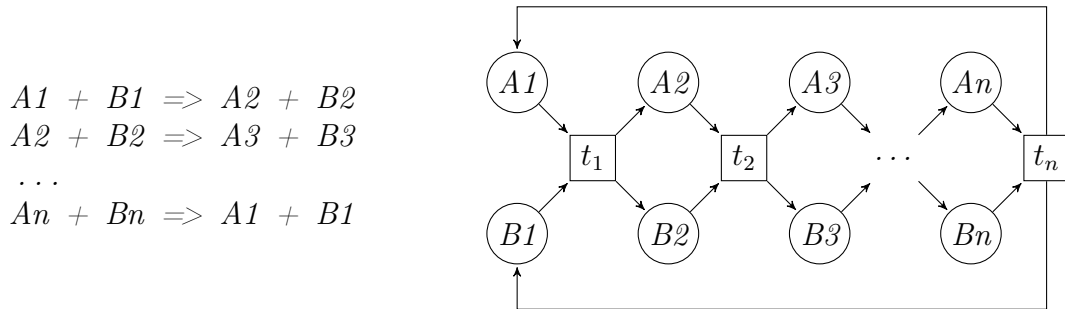 A1 + B1 => A2 + B2
A2 + B2 => A3 + B3
...
An + Bn => A1 + B1
A1 A2 A3 An
t1 t2 ... tn
B1 B2 B3 Bn